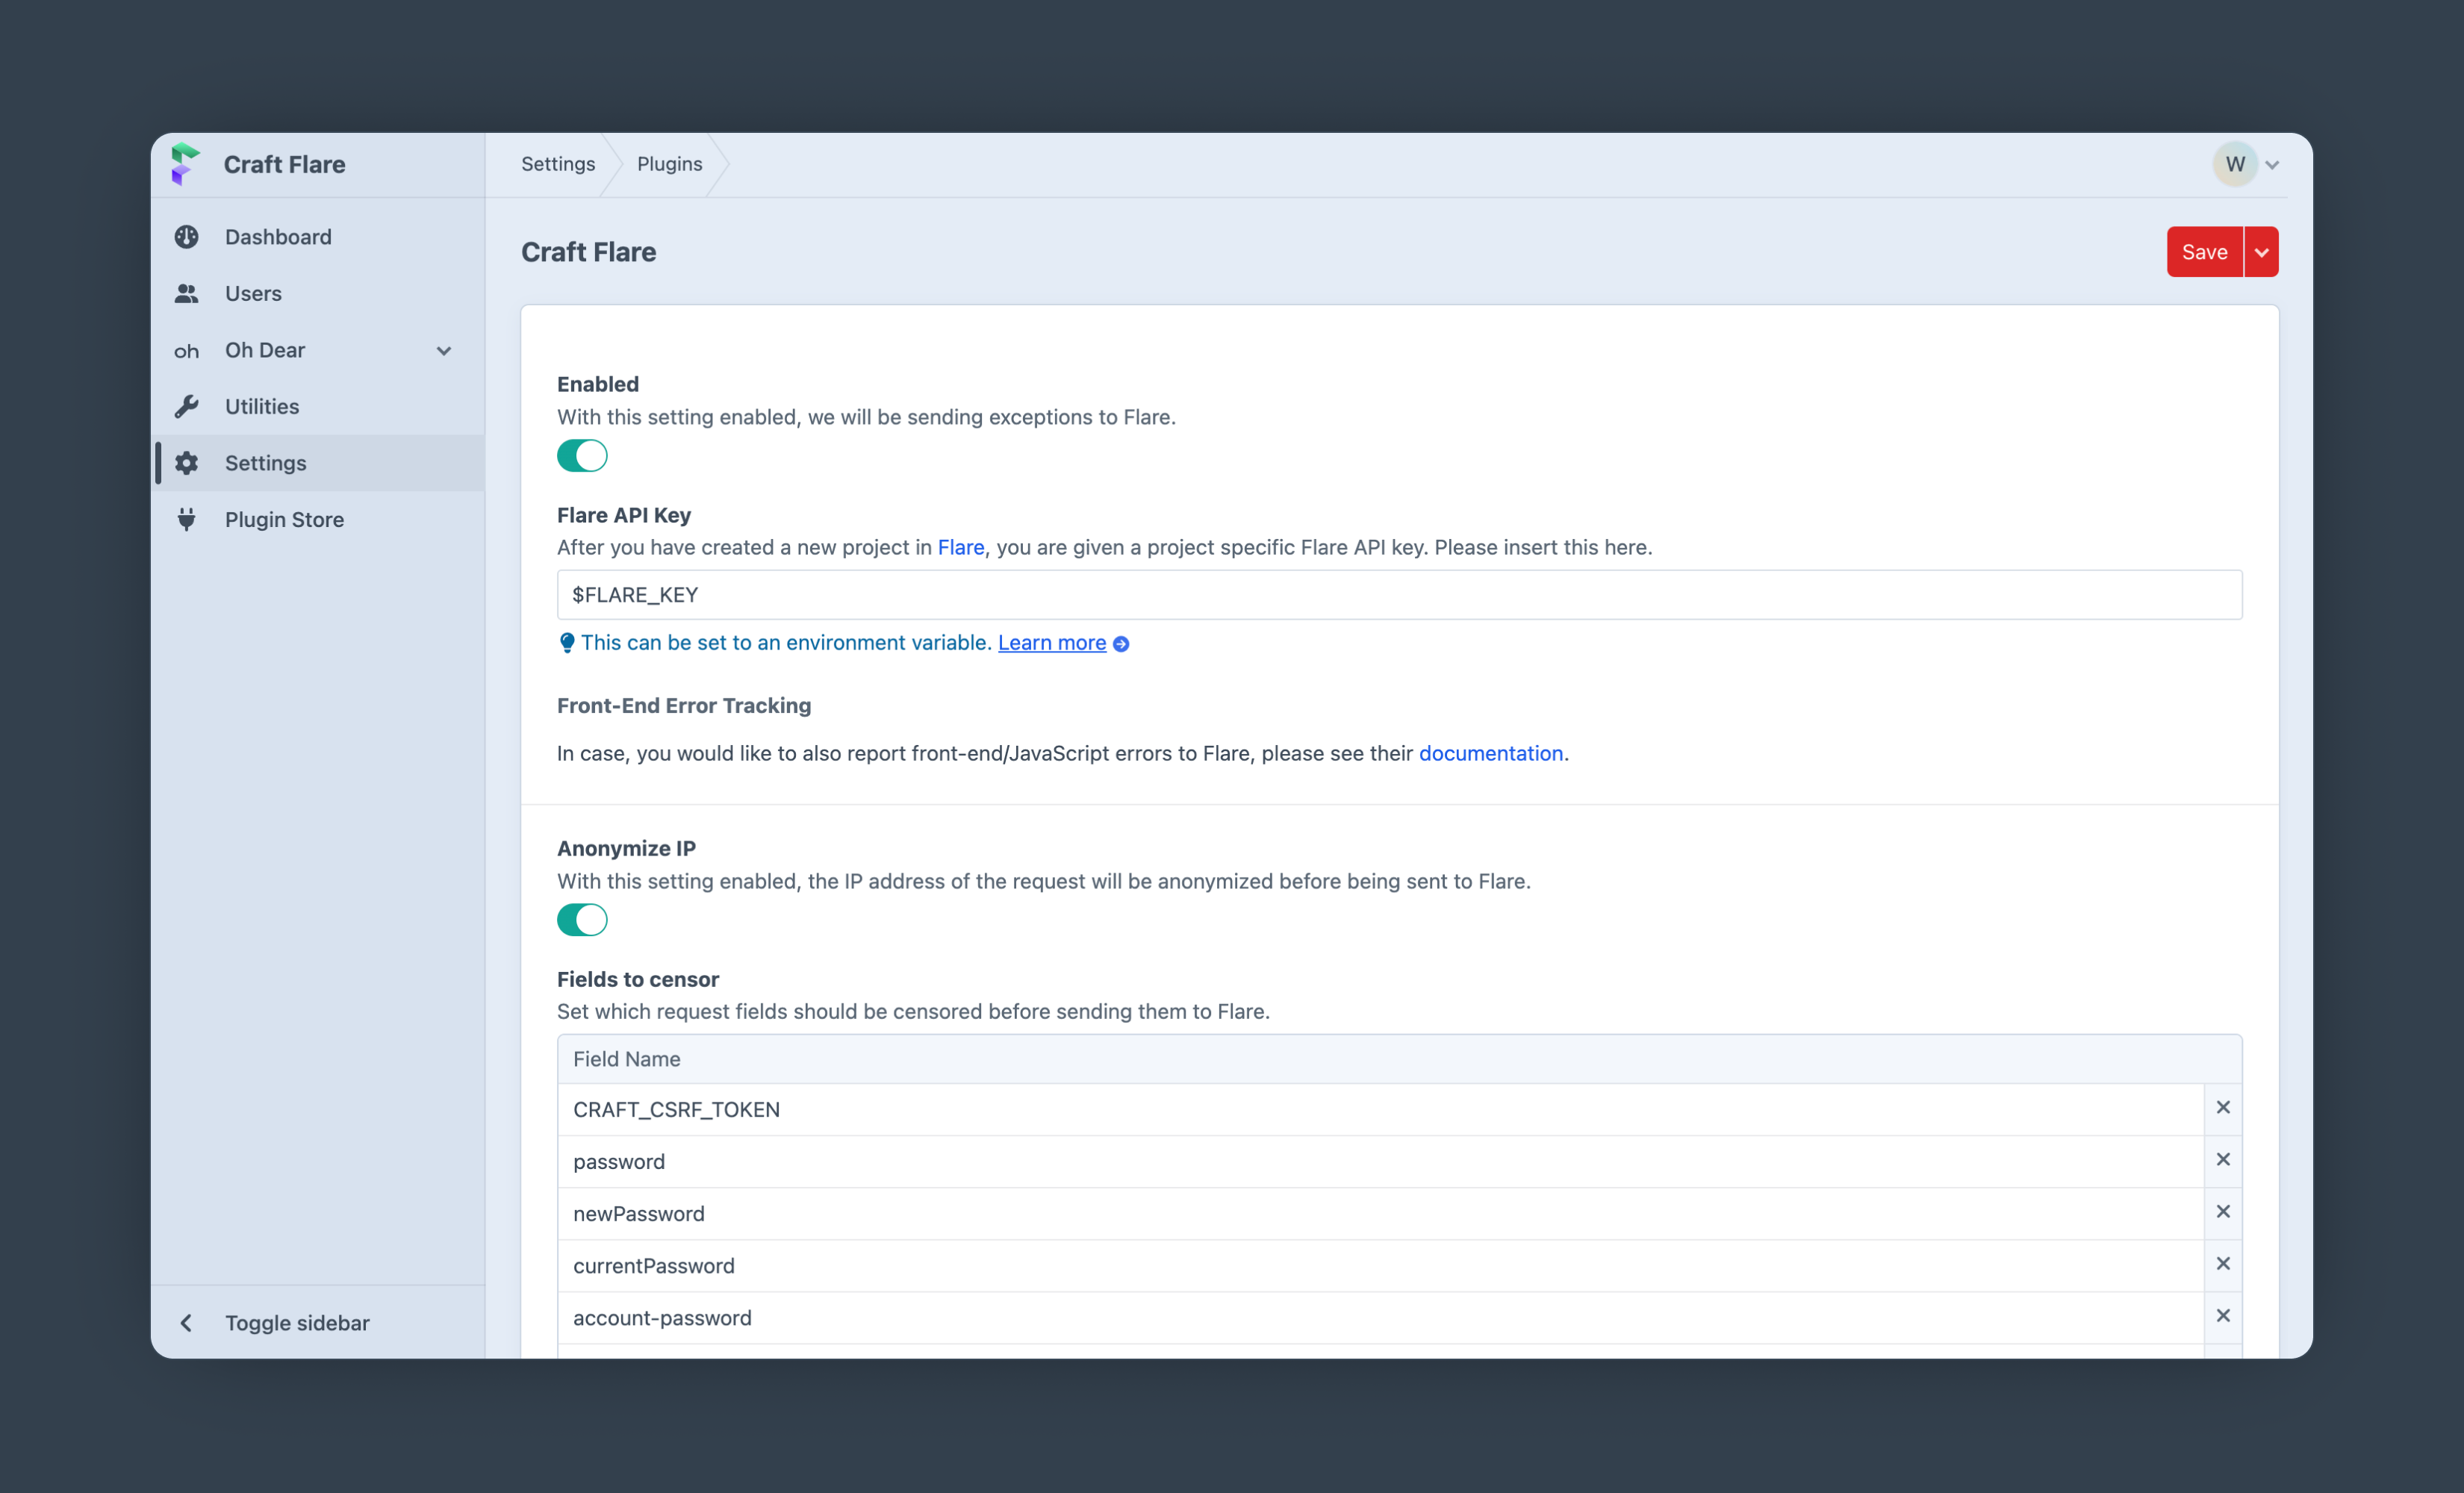 Craft Flare
Settings
Plugins
W
Dashboard
Users
oh Oh Dear
Utilities
Settings
Plugin Store
Toggle sidebar
Craft Flare
Save
Enabled
With this setting enabled, we will be sending exceptions to Flare.
Flare API Key
After you have created a new project in Flare, you are given a project specific Flare API key. Please insert this here.
$FLARE_KEY
This can be set to an environment variable. Learn more
Front-End Error Tracking
In case, you would like to also report front-end/JavaScript errors to Flare, please see their documentation.
Anonymize IP
With this setting enabled, the IP address of the request will be anonymized before being sent to Flare.
Fields to censor
Set which request fields should be censored before sending them to Flare.
Field Name
CRAFT_CSRF_TOKEN
password
newPassword
currentPassword
account-password